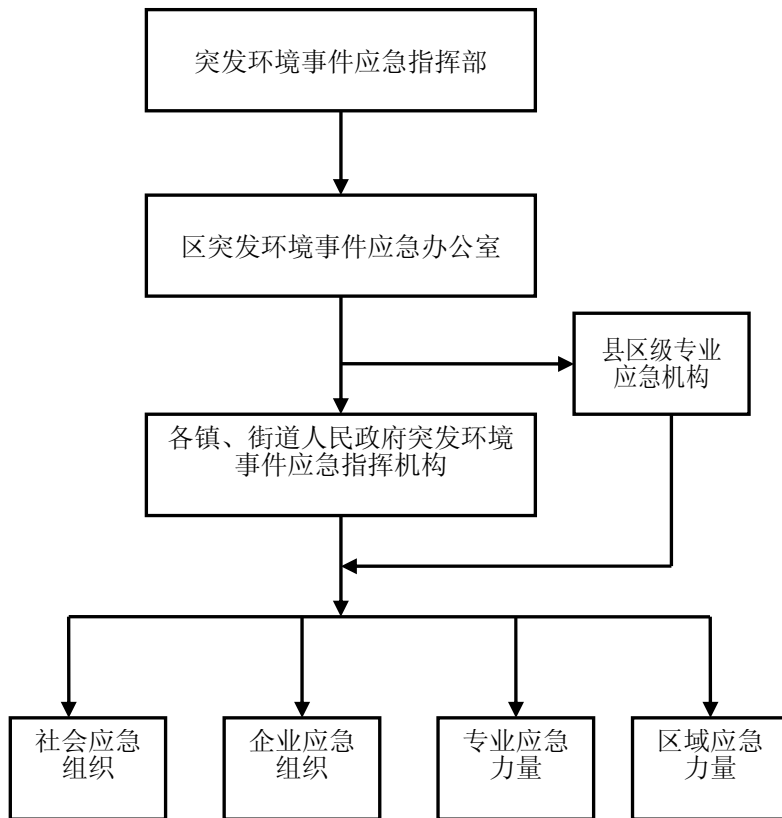 突发环境事件应急指挥部
区突发环境事件应急办公室
县区级专业
应急机构
各镇、街道人民政府突发环境
事件应急指挥机构
社会应急
组织
企业应急
组织
专业应急
力量
区域应急
力量